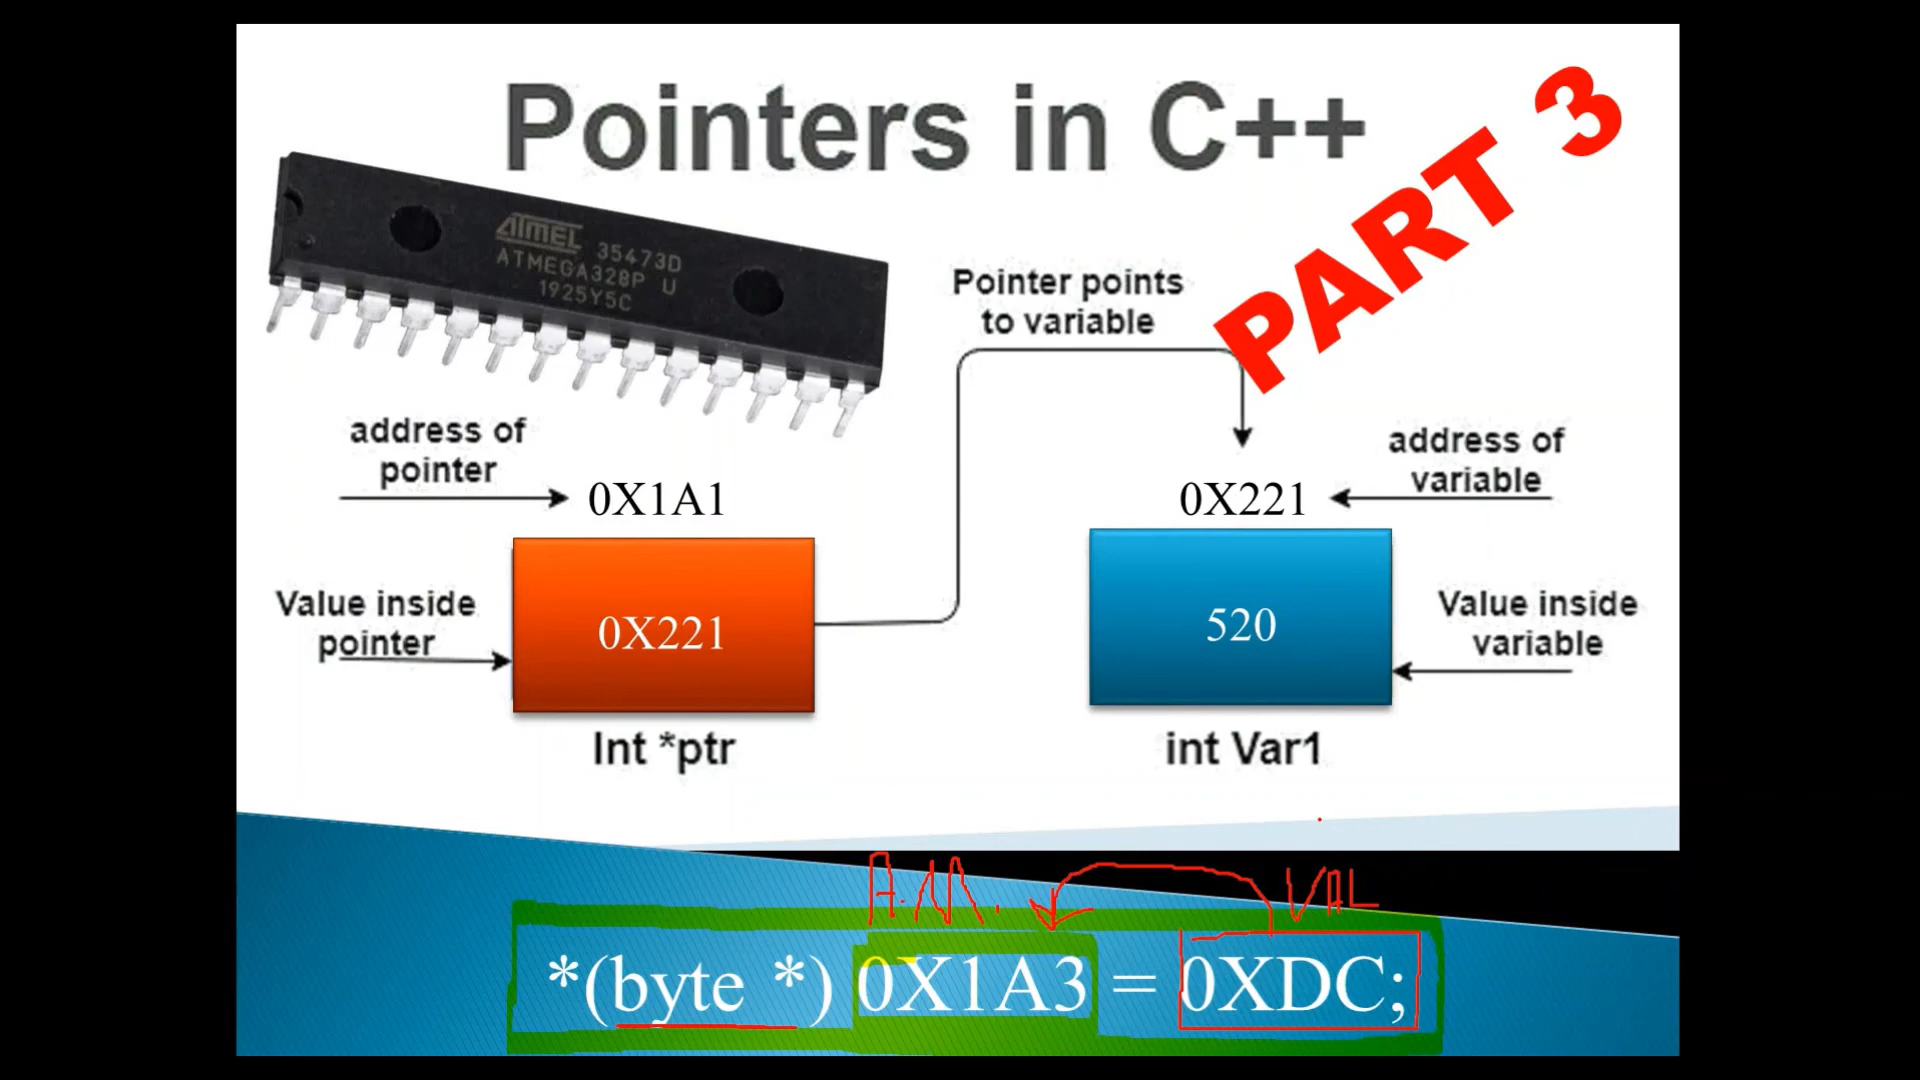 Pointers in C++
PART 3
ATMEL 35473D
ATMEGA328P U
1925Y5C
Pointer points
to variable
address of
pointer
0X1A1
0X221
address of
variable
Value inside
pointer
0X221
520
Value inside
variable
Int *ptr
int Var1
VAL
*(byte *) 0X1A3 = 0XDC;